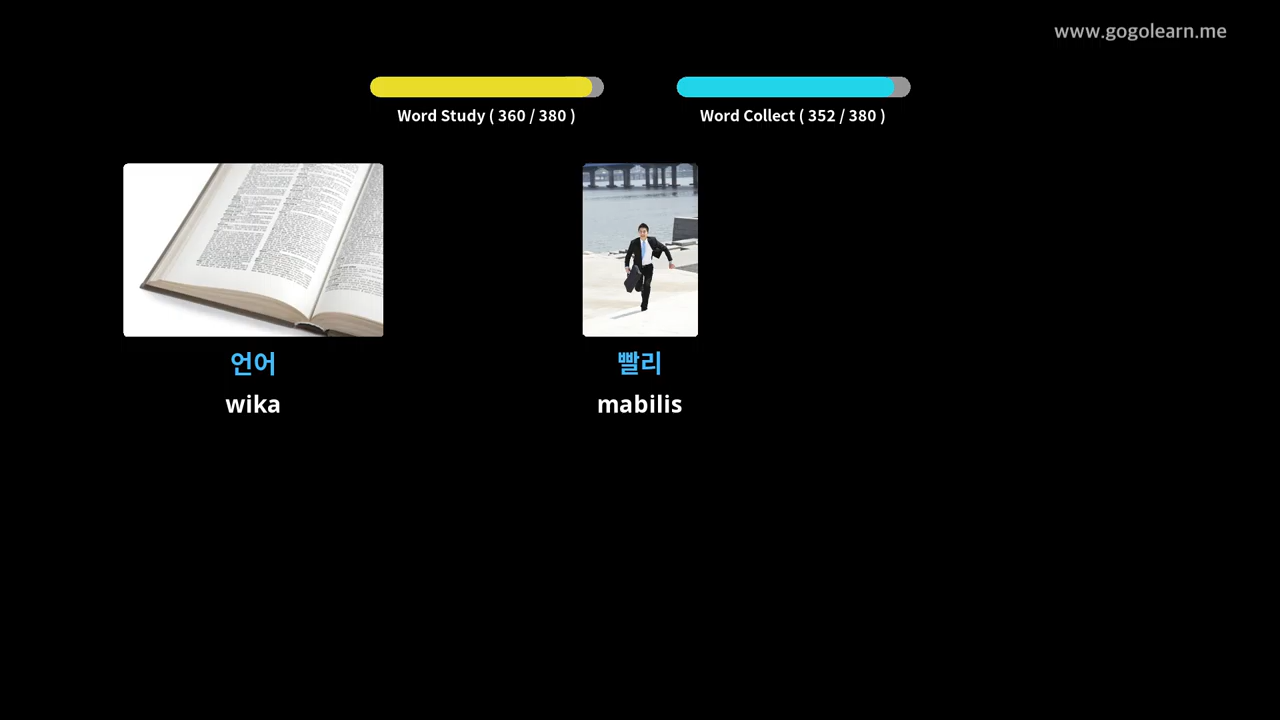 www.gogolearn.me
Word Study ( 360 / 380 )
Word Collect ( 352 / 380 )
언어
wika
빨리
mabilis